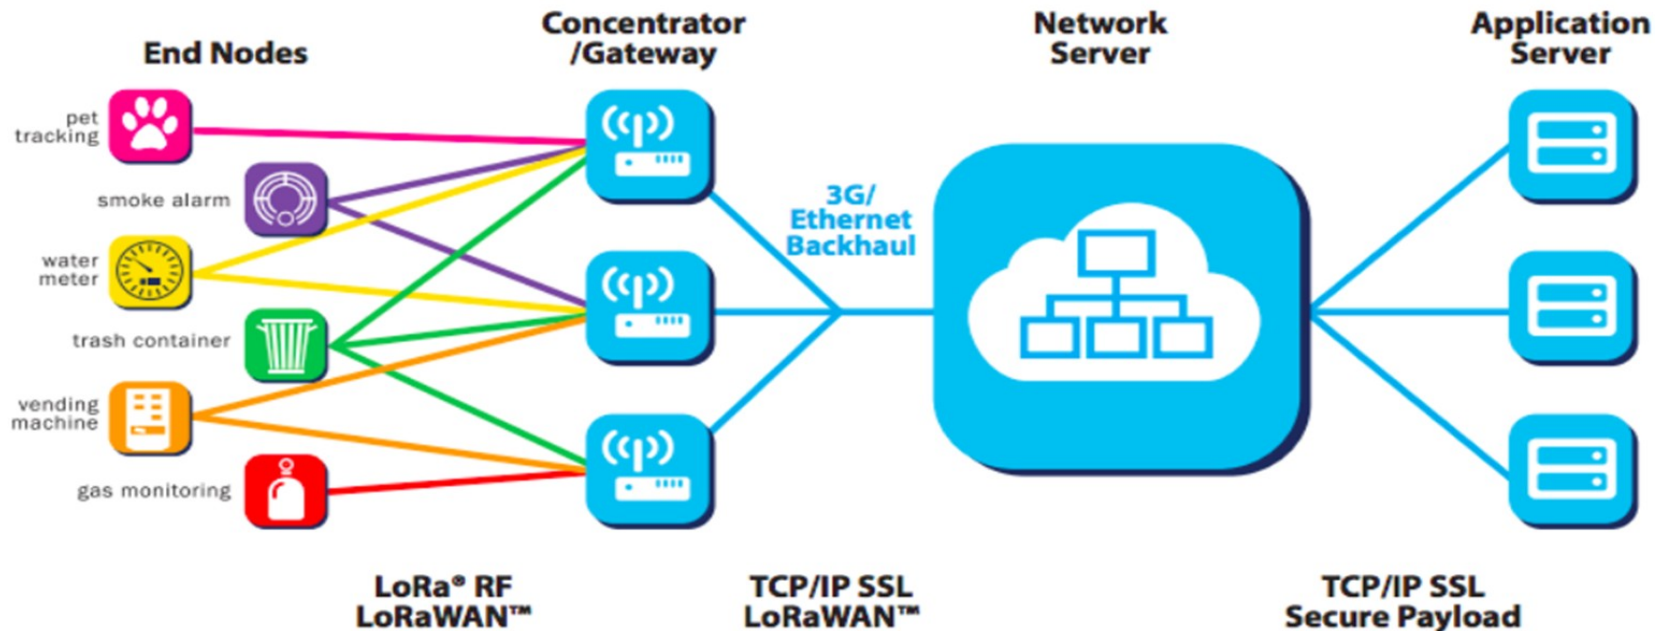 End Nodes
Concentrator
/Gateway
Network
Server
Application
Server
pet
tracking
smoke alarm
water
meter
trash container
vending
machine
gas monitoring
3G/
Ethernet
Backhaul
LoRa® RF
LoRaWAN™
TCP/IP SSL
LoRaWAN™
TCP/IP SSL
Secure Payload